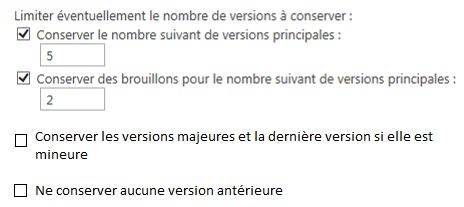 Limiter éventuellement le nombre de versions à conserver :
Conserver le nombre suivant de versions principales :
5
Conserver des brouillons pour le nombre suivant de versions principales :
2
Conserver les versions majeures et la dernière version si elle est
mineure
Ne conserver aucune version antérieure